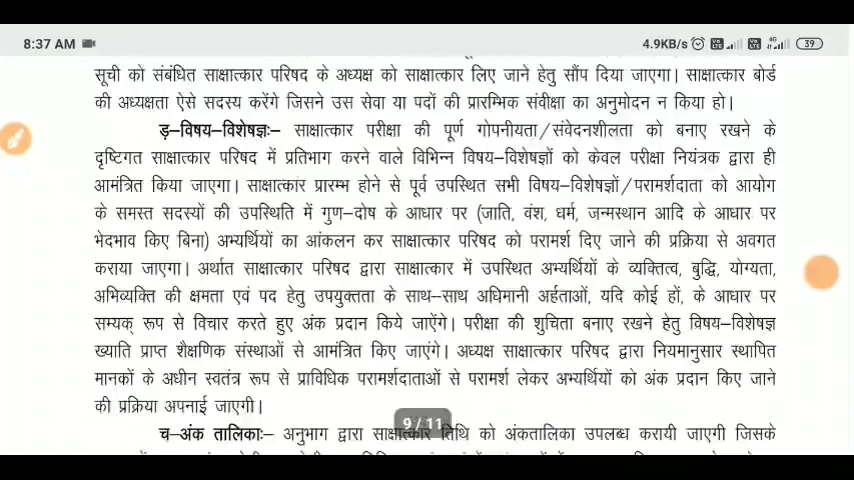 8:37 AM 4.9KB/s 4G 39
सूची को संबंधित साक्षात्कार परिषद के अध्यक्ष को साक्षात्कार लिए जाने हेतु सौंप दिया जाएगा। साक्षात्कार बोर्ड
की अध्यक्षता ऐसे सदस्य करेंगे जिसने उस सेवा या पदों की प्रारम्भिक संवीक्षा का अनुमोदन न किया हो।
ड़–विषय–विशेषज्ञः– साक्षात्कार परीक्षा की पूर्ण गोपनीयता/संवेदनशीलता को बनाए रखने के
दृष्टिगत साक्षात्कार परिषद में प्रतिभाग करने वाले विभिन्न विषय–विशेषज्ञों को केवल परीक्षा नियंत्रक द्वारा ही
आमंत्रित किया जाएगा। साक्षात्कार प्रारम्भ होने से पूर्व उपस्थित सभी विषय–विशेषज्ञों/परामर्शदाता को आयोग
के समस्त सदस्यों की उपस्थिति में गुण–दोष के आधार पर (जाति, वंश, धर्म, जन्मस्थान आदि के आधार पर
भेदभाव किए बिना) अभ्यर्थियों का आंकलन कर साक्षात्कार परिषद को परामर्श दिए जाने की प्रक्रिया से अवगत
कराया जाएगा। अर्थात साक्षात्कार परिषद द्वारा साक्षात्कार में उपस्थित अभ्यर्थियों के व्यक्तित्व, बुद्धि, योग्यता,
अभिव्यक्ति की क्षमता एवं पद हेतु उपयुक्तता के साथ–साथ अधिमानी अर्हताओं, यदि कोई हों, के आधार पर
सम्यक् रूप से विचार करते हुए अंक प्रदान किये जाऐंगे। परीक्षा की शुचिता बनाए रखने हेतु विषय–विशेषज्ञ
ख्याति प्राप्त शैक्षणिक संस्थाओं से आमंत्रित किए जाएंगे। अध्यक्ष साक्षात्कार परिषद द्वारा नियमानुसार स्थापित
मानकों के अधीन स्वतंत्र रूप से प्राविधिक परामर्शदाताओं से परामर्श लेकर अभ्यर्थियों को अंक प्रदान किए जाने
की प्रक्रिया अपनाई जाएगी।
9/11
च–अंक तालिकाः– अनुभाग द्वारा साक्षात्कार तिथि को अंकतालिका उपलब्ध करायी जाएगी जिसके